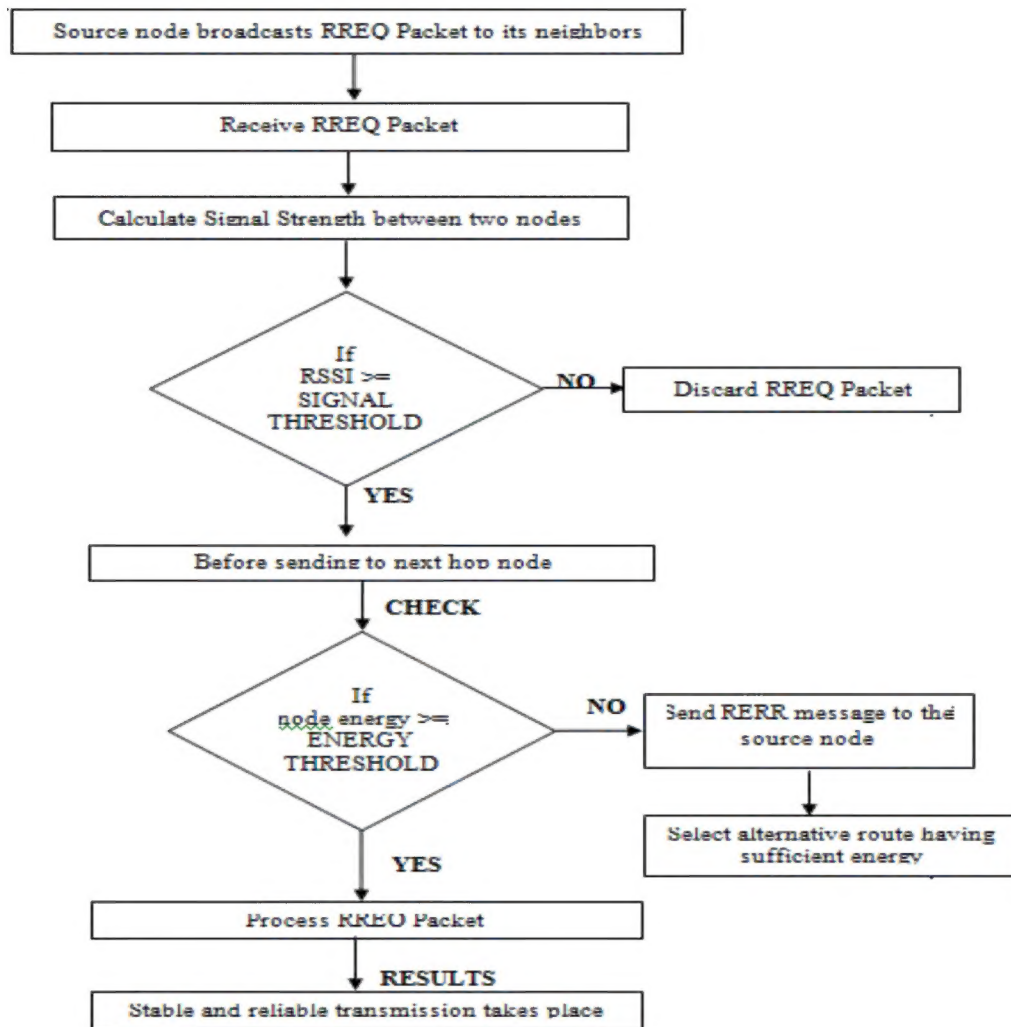 Source node broadcasts RREQ Packet to its neighbors
Receive RREQ Packet
Calculate Signal Strength between two nodes
If
RSSI >=
SIGNAL
THRESHOLD
NO
Discard RREQ Packet
YES
Before sending to next hop node
CHECK
If
node energy >=
ENERGY
THRESHOLD
NO
Send RERR message to the
source node
Select alternative route having
sufficient energy
YES
Process RREQ Packet
RESULTS
Stable and reliable transmission takes place